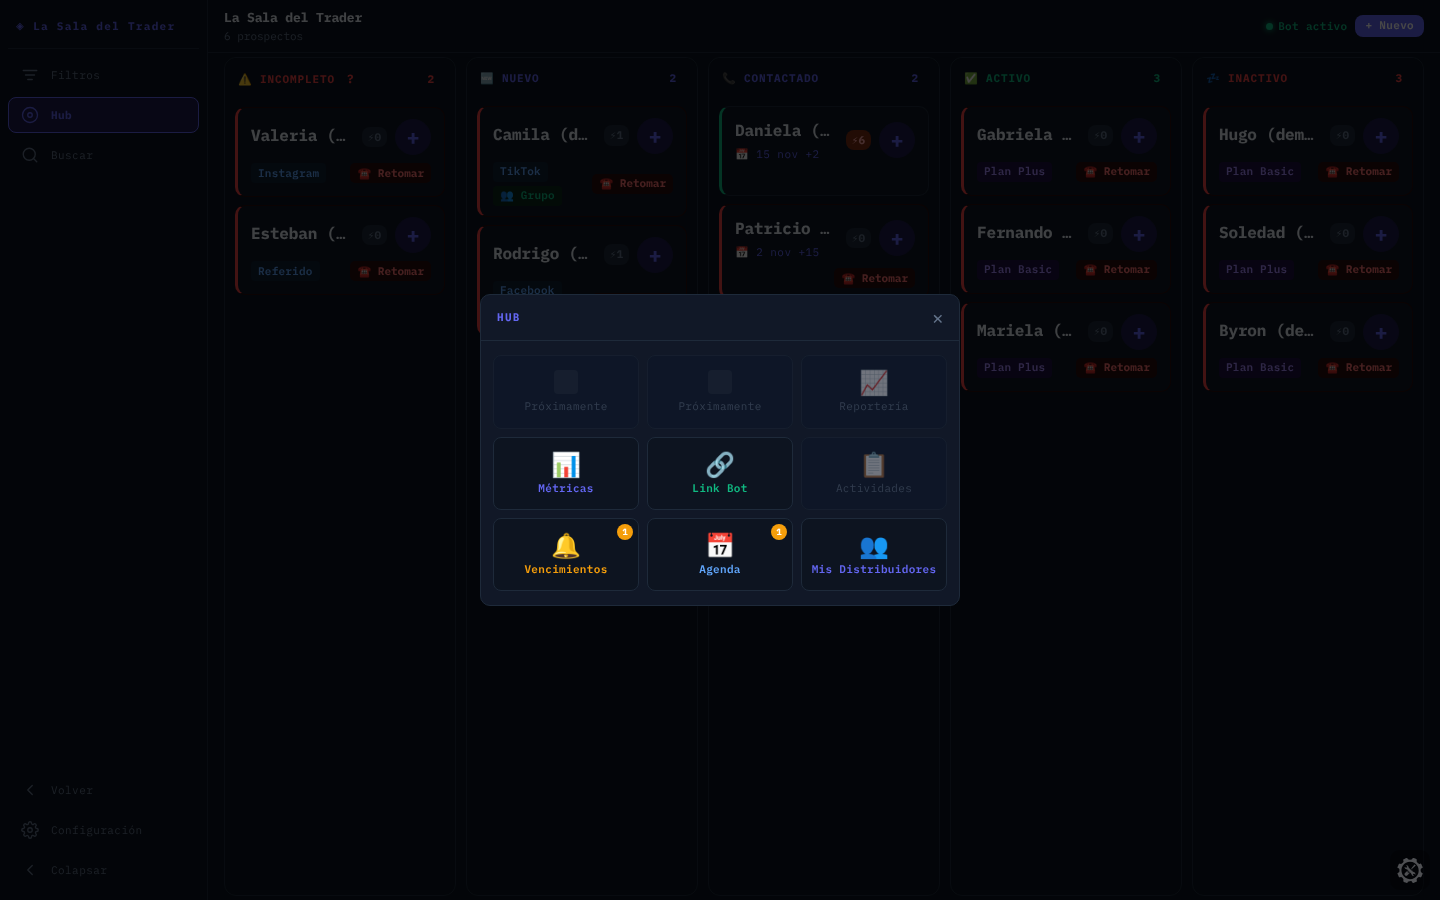 La Sala del Trader
Filtros
Hub
Buscar
Volver
Configuración
Colapsar
La Sala del Trader
6 prospectos
Bot activo
+ Nuevo
INCOMPLETO ? 2
Valeria (… ⚡0 +
Instagram Retomar
Esteban (… ⚡0 +
Referido Retomar
NUEVO 2
Camila (d… ⚡1 +
TikTok
Grupo
Retomar
Rodrigo (… ⚡1 +
Facebook
CONTACTADO 2
Daniela (… ⚡6 +
15 nov +2
Patricio … ⚡0 +
2 nov +15
Retomar
ACTIVO 3
Gabriela … ⚡0 +
Plan Plus Retomar
Fernando … ⚡0 +
Plan Basic Retomar
Mariela (… ⚡0 +
Plan Plus Retomar
INACTIVO 3
Hugo (dem… ⚡0 +
Plan Basic Retomar
Soledad (… ⚡0 +
Plan Plus Retomar
Byron (de… ⚡0 +
Plan Basic Retomar
HUB ×
Próximamente
Próximamente
Reportería
Métricas
Link Bot
Actividades
1
Vencimientos
1
July
17
Agenda
Mis Distribuidores